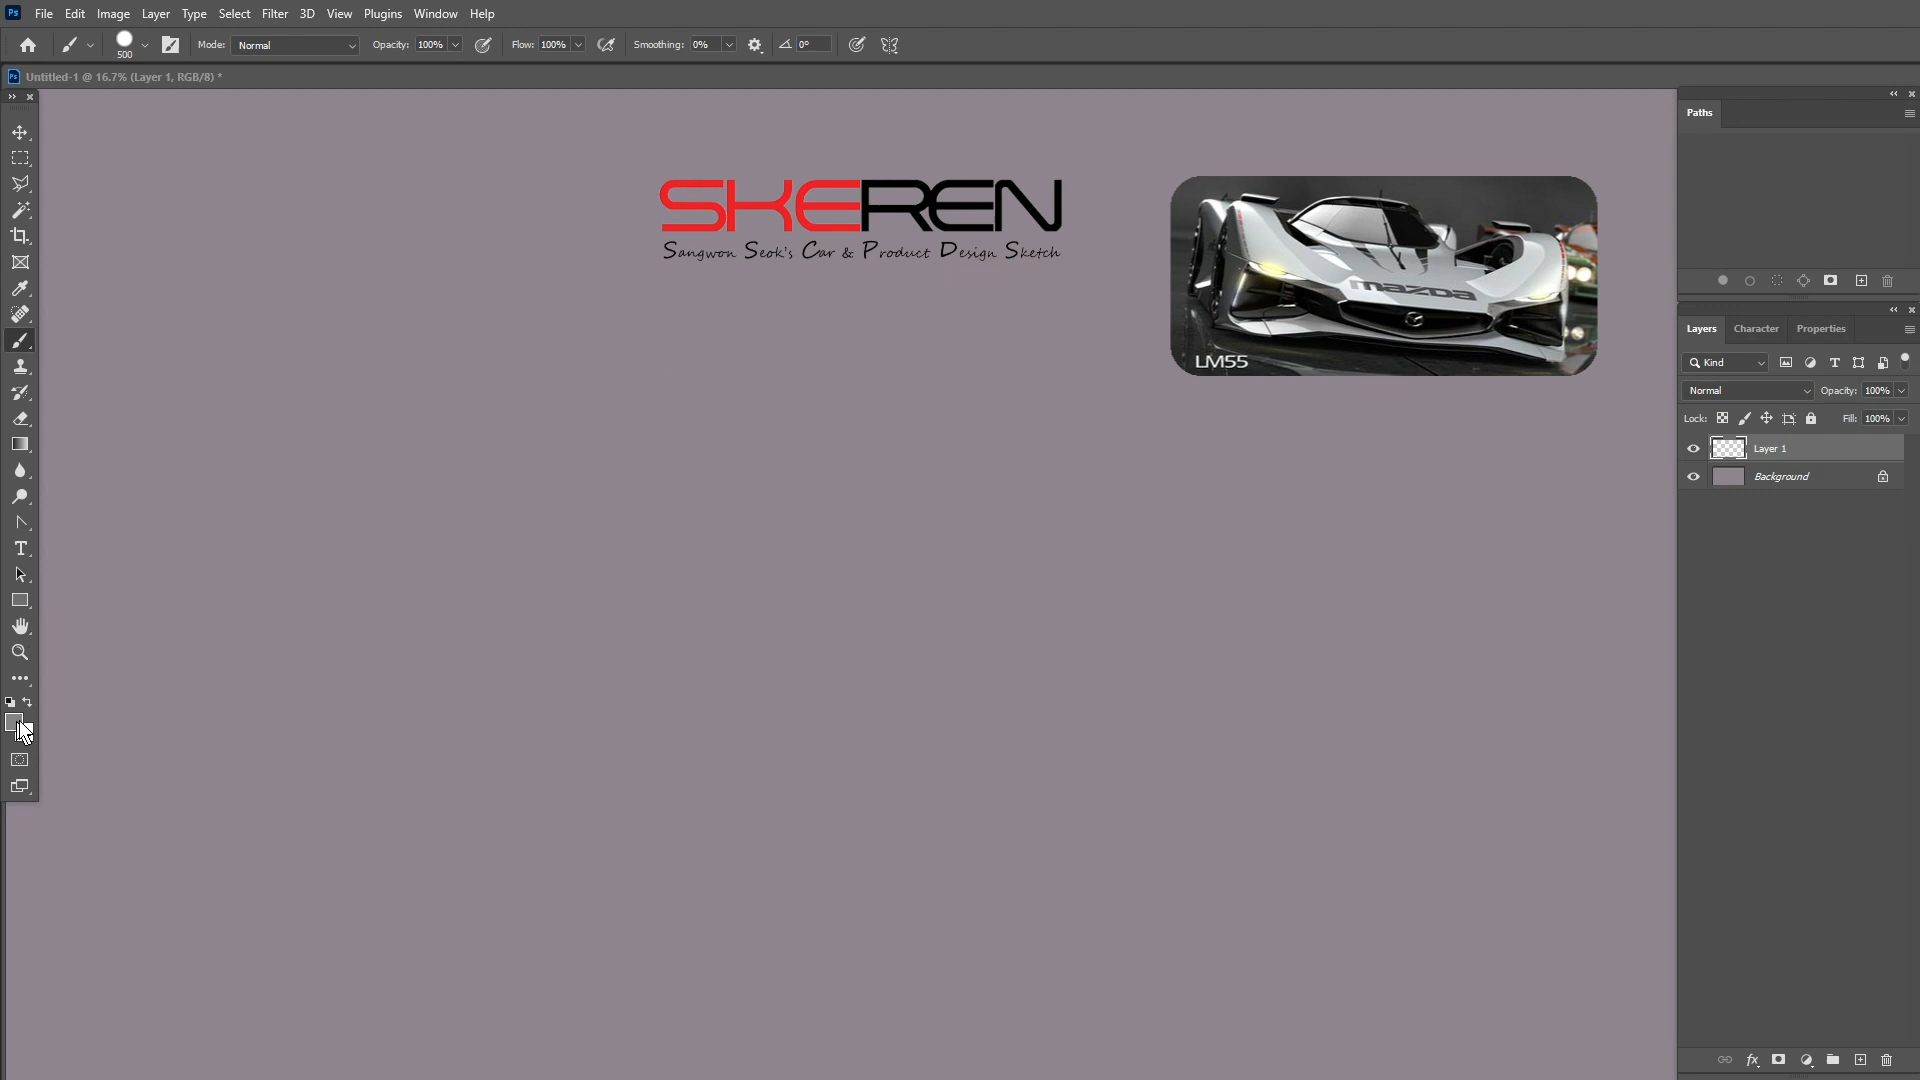 File Edit Image Layer Type Select Filter 3D View Plugins Window Help
500 Mode: Normal Opacity: 100% Flow: 100% Smoothing: 0% 0°
Untitled-1 @ 16.7% (Layer 1, RGB/8) *
Paths
SKEREN
Sangwon Seok's Car & Product Design Sketch
mazda
LM55
Layers Character Properties
Kind
Normal Opacity: 100%
Lock: Fill: 100%
Layer 1
Background